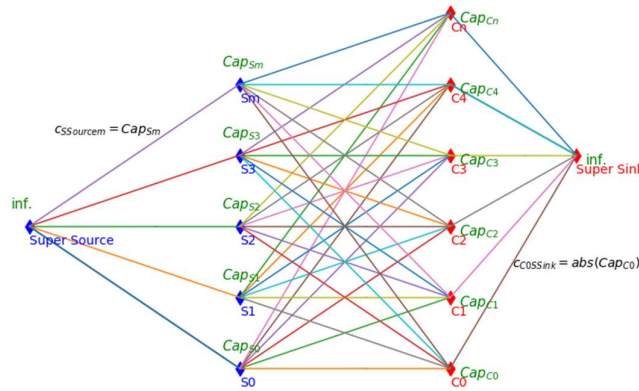 Cap_Cn
Cn
Cap_Sm
Sm
Cap_C4
C4
c_SSourcem = Cap_Sm
Cap_S3
S3
Cap_C3
C3
inf.
Super Sink
inf.
Super Source
Cap_S2
S2
Cap_C2
C2
c_C0SSink = abs(Cap_C0)
Cap_S1
S1
Cap_C1
C1
Cap_S0
S0
Cap_C0
C0